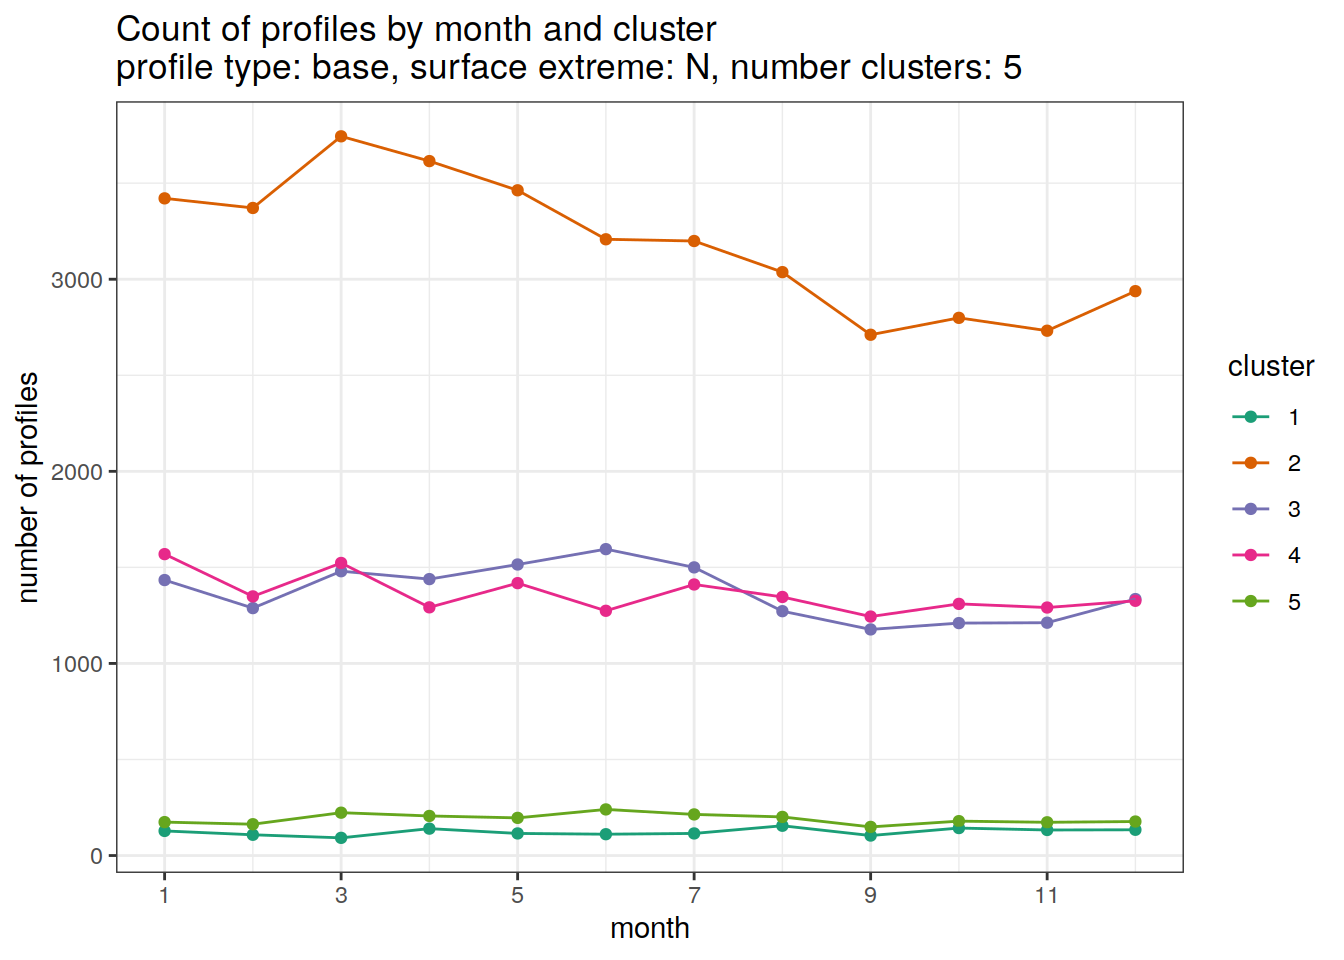 Count of profiles by month and cluster
profile type: base, surface extreme: N, number clusters: 5
number of profiles
3000
2000
1000
0
1 3 5 7 9 11
month
cluster
1
2
3
4
5